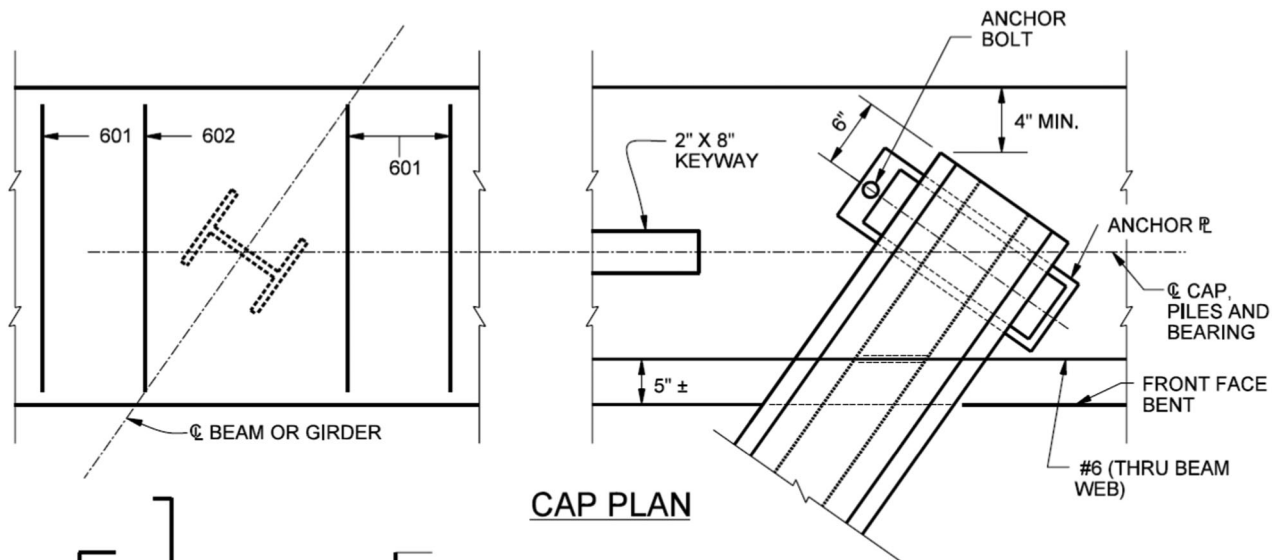 ANCHOR
BOLT
601
602
601
2" X 8"
KEYWAY
6"
4" MIN.
ANCHOR ⅊
℄ CAP,
PILES AND
BEARING
5" ±
FRONT FACE
BENT
℄ BEAM OR GIRDER
#6 (THRU BEAM
WEB)
CAP PLAN